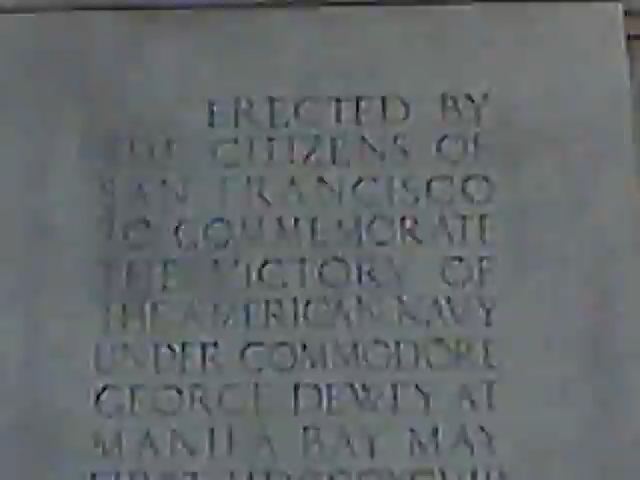 ERECTED BY
THE CITIZENS OF
SAN FRANCISCO
TO COMMEMORATE
THE VICTORY OF
THE AMERICAN NAVY
UNDER COMMODORE
GEORGE DEWEY AT
MANILA BAY MAY
FIRST